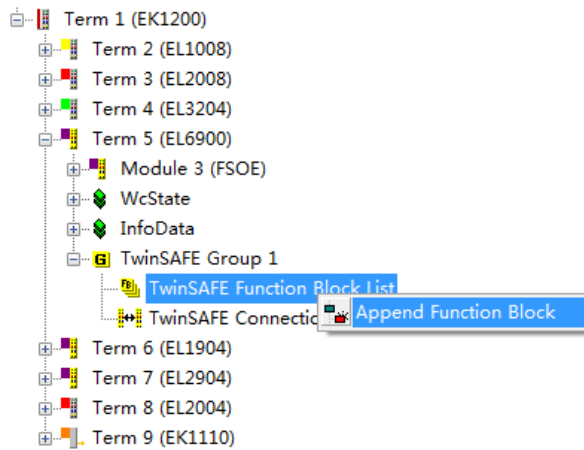 Term 1 (EK1200)
Term 2 (EL1008)
Term 3 (EL2008)
Term 4 (EL3204)
Term 5 (EL6900)
Module 3 (FSOE)
WcState
InfoData
G TwinSAFE Group 1
FB TwinSAFE Function Block List
Append Function Block
TwinSAFE Connectio
Term 6 (EL1904)
Term 7 (EL2904)
Term 8 (EL2004)
Term 9 (EK1110)